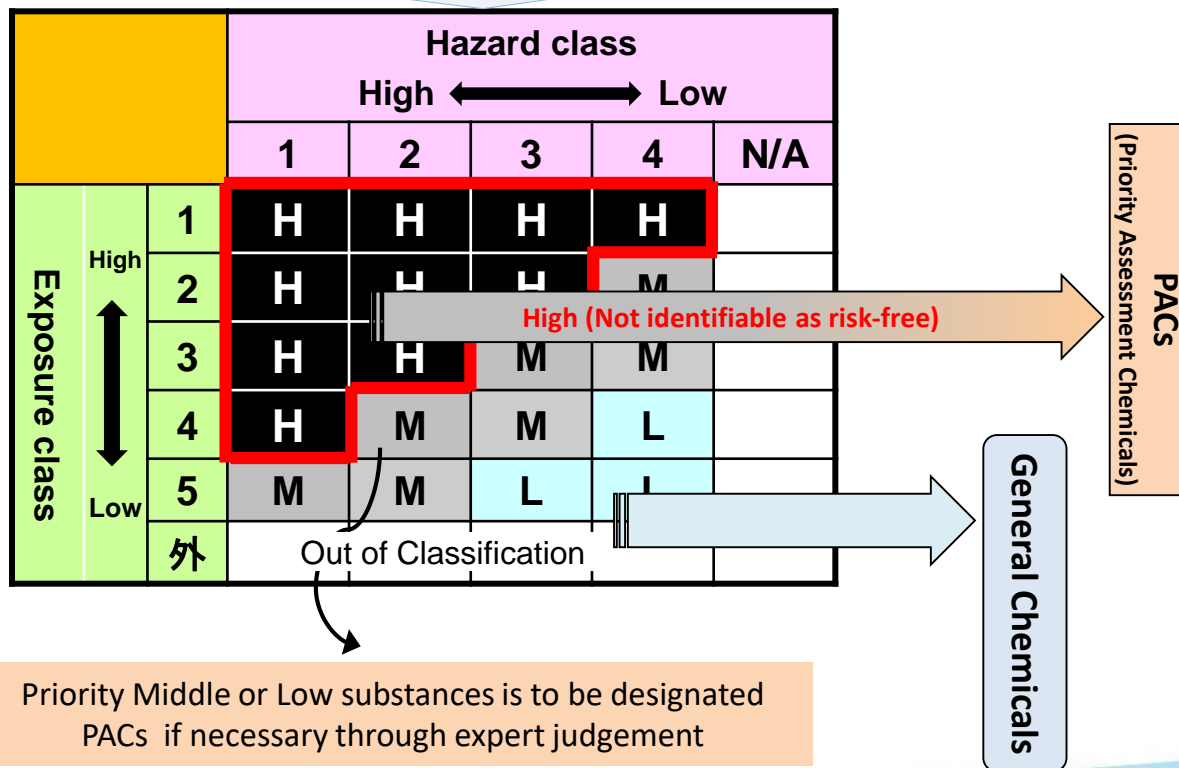 Hazard class
High Low
1 2 3 4 N/A
Exposure class
High
Low
1 H H H H
2 H H H M
High (Not identifiable as risk-free)
3 H H M M
4 H M M L
5 M M L L
外
Out of Classification
PACs
(Priority Assessment Chemicals)
General Chemicals
Priority Middle or Low substances is to be designated
PACs if necessary through expert judgement